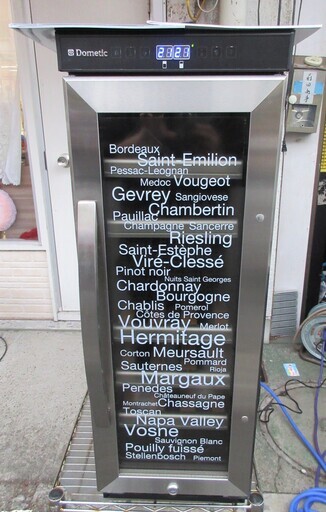 Dometic
21 21
Bordeaux
Saint-Emilion
Pessac-Leognan
Medoc Vougeot
Gevrey Sangiovese
Chambertin
Pauillac
Champagne Sancerre
Riesling
Saint-Estèphe
Viré-Clessé
Pinot noir
Nuits Saint Georges
Chardonnay
Bourgogne
Chablis Pomerol
Côtes de Provence
Vouvray Merlot
Hermitage
Corton Meursault
Pommard
Sauternes Rioja
Margaux
Penedes
Châteauneuf du Pape
Montrachet Chassagne
Toscan
Napa Valley
Vosne
Sauvignon Blanc
Pouilly fuissé
Stellenbosch Piemont